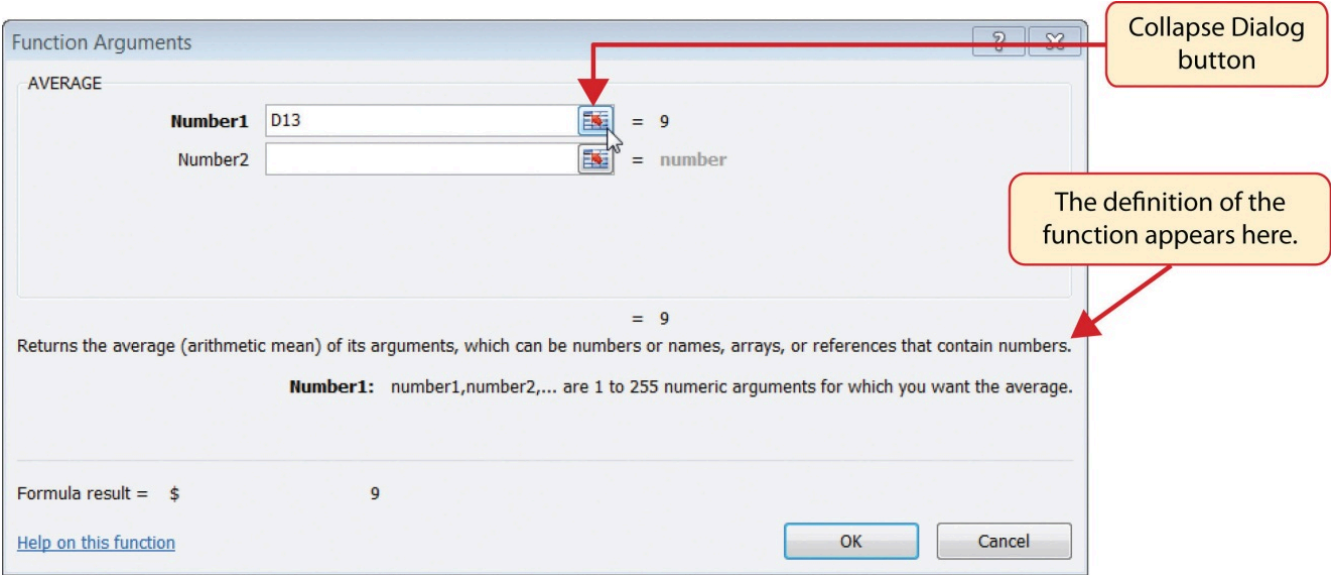 Collapse Dialog
button
Function Arguments
AVERAGE
Number1 D13 = 9
Number2 = number
The definition of the
function appears here.
= 9
Returns the average (arithmetic mean) of its arguments, which can be numbers or names, arrays, or references that contain numbers.
Number1: number1,number2,... are 1 to 255 numeric arguments for which you want the average.
Formula result = $ 9
Help on this function OK Cancel